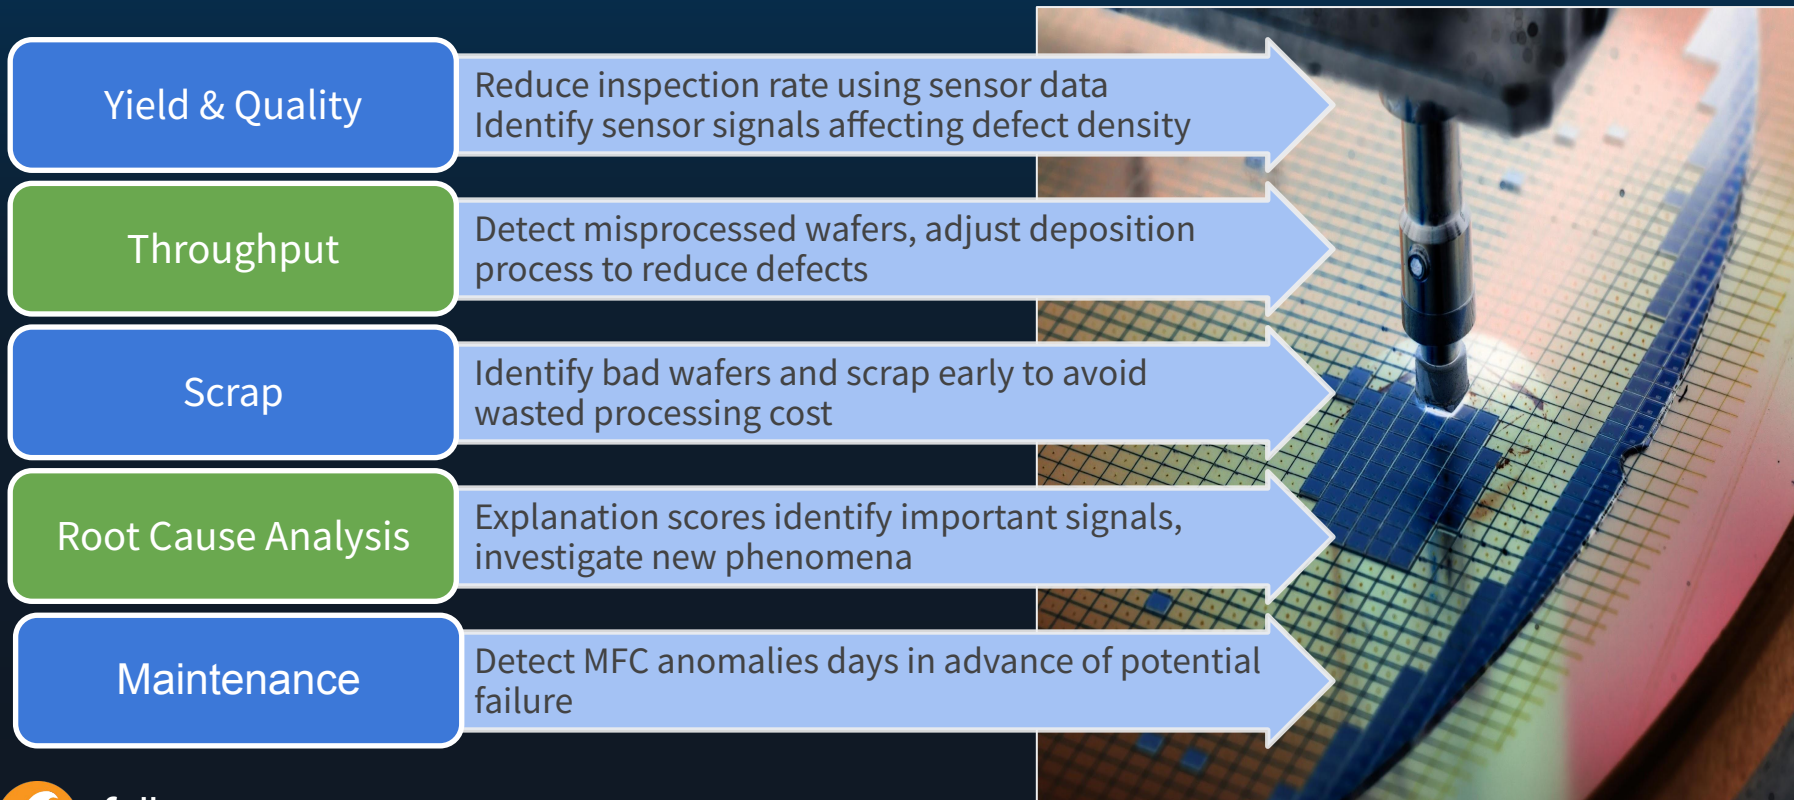 Yield & Quality
Reduce inspection rate using sensor data
Identify sensor signals affecting defect density
Throughput
Detect misprocessed wafers, adjust deposition
process to reduce defects
Scrap
Identify bad wafers and scrap early to avoid
wasted processing cost
Root Cause Analysis
Explanation scores identify important signals,
investigate new phenomena
Maintenance
Detect MFC anomalies days in advance of potential
failure